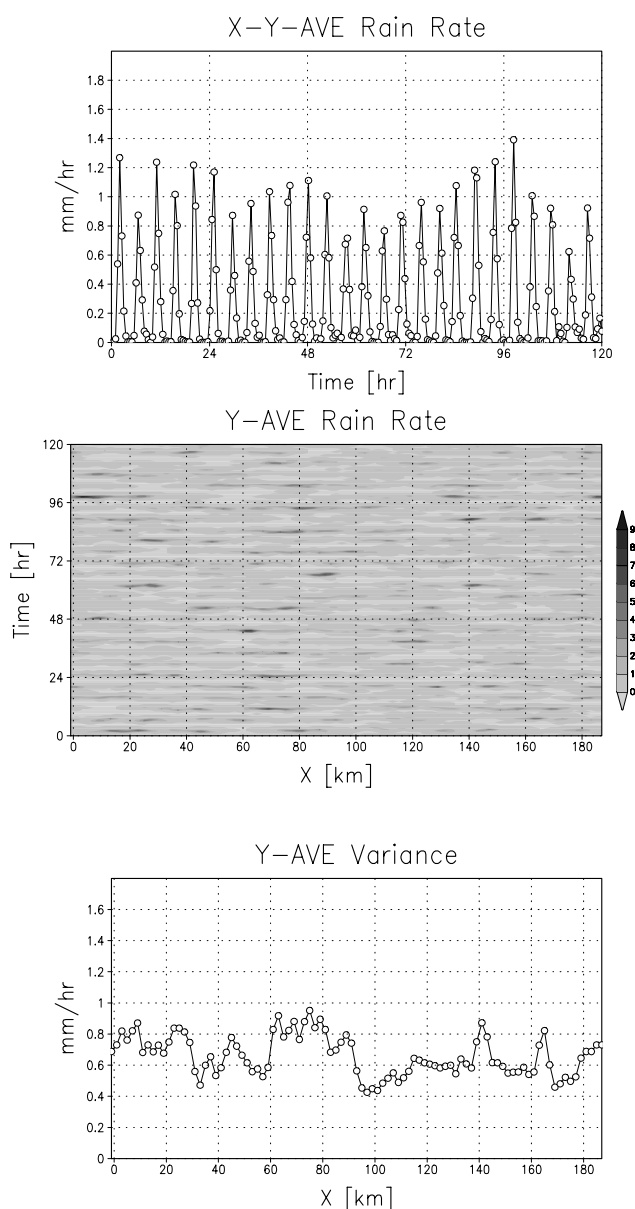 X-Y-AVE Rain Rate
mm/hr
1.8
1.6
1.4
1.2
1
0.8
0.6
0.4
0.2
0
0 24 48 72 96 120
Time [hr]
Y-AVE Rain Rate
Time [hr]
120
96
72
48
24
0
0 20 40 60 80 100 120 140 160 180
X [km]
9
8
7
6
5
4
3
2
1
0
Y-AVE Variance
mm/hr
1.6
1.4
1.2
1
0.8
0.6
0.4
0.2
0
0 20 40 60 80 100 120 140 160 180
X [km]